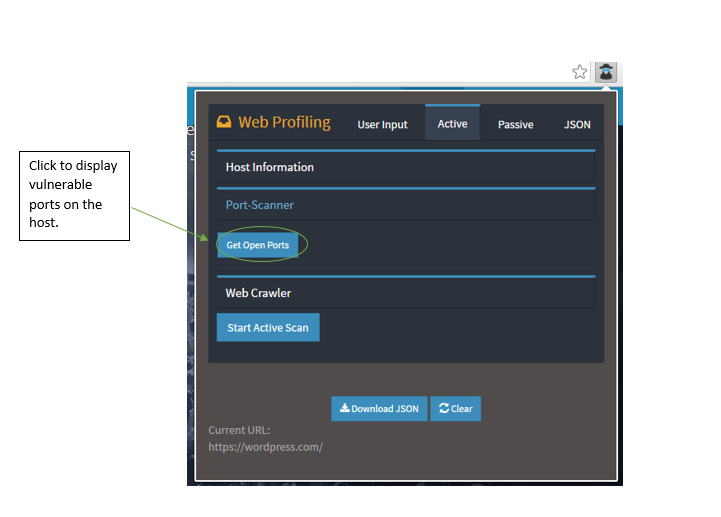 Click to display
vulnerable
ports on the
host.
Web Profiling
User Input
Active
Passive
JSON
Host Information
Port-Scanner
Get Open Ports
Web Crawler
Start Active Scan
Download JSON
Clear
Current URL:
https://wordpress.com/